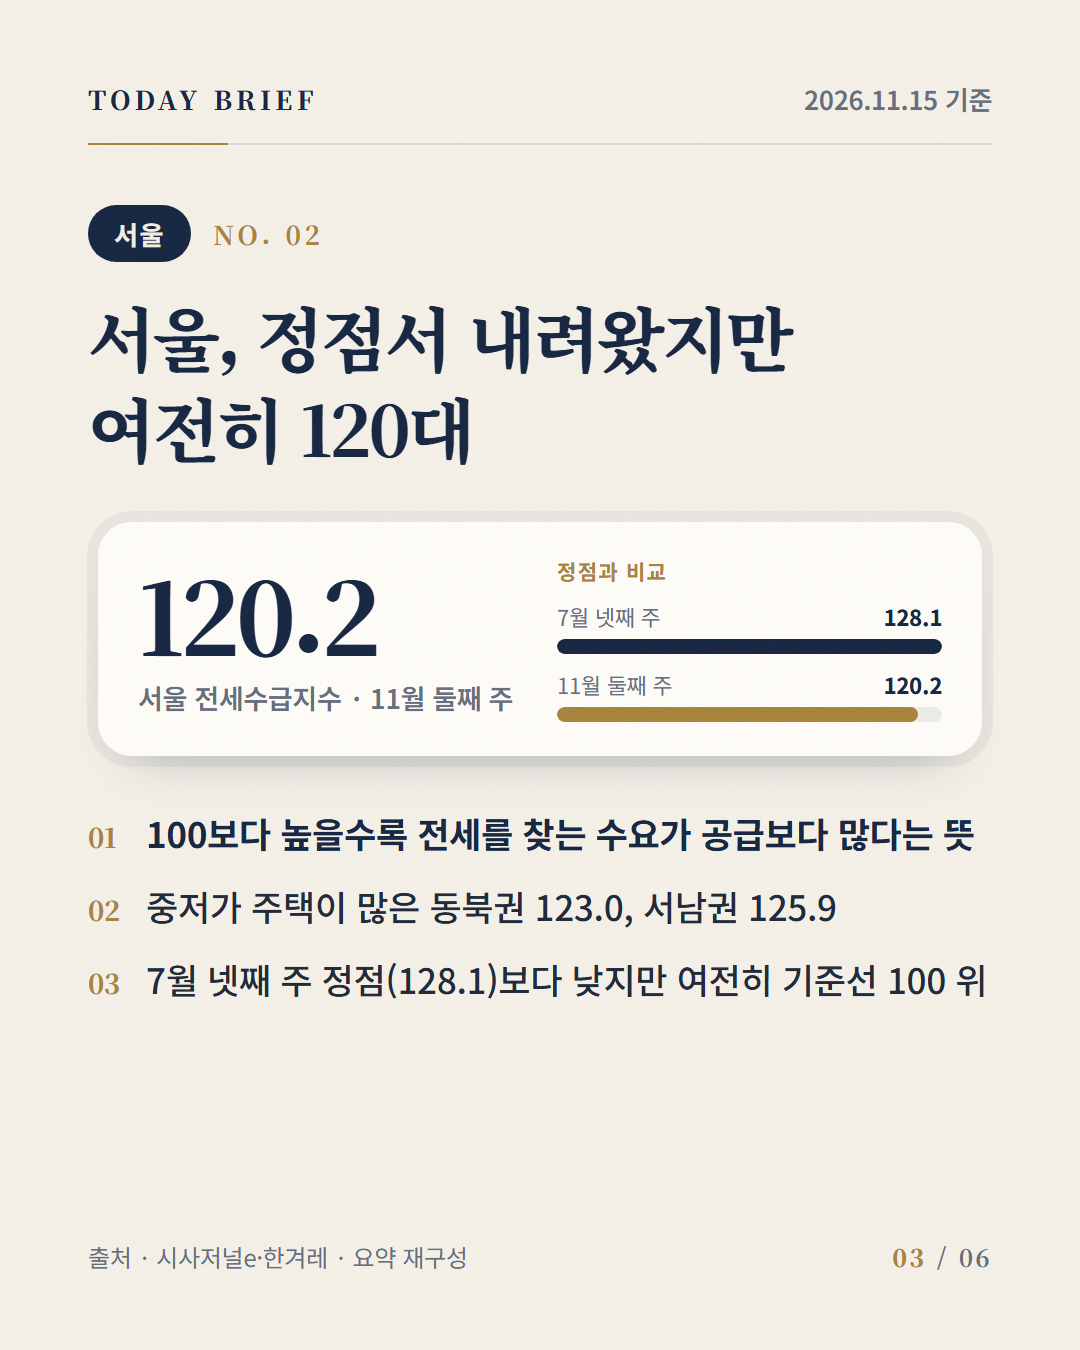 TODAY BRIEF
2026.11.15 기준
서울
NO. 02
서울, 정점서 내려왔지만
여전히 120대
120.2
서울 전세수급지수 · 11월 둘째 주
정점과 비교
7월 넷째 주 128.1
11월 둘째 주 120.2
01 100보다 높을수록 전세를 찾는 수요가 공급보다 많다는 뜻
02 중저가 주택이 많은 동북권 123.0, 서남권 125.9
03 7월 넷째 주 정점(128.1)보다 낮지만 여전히 기준선 100 위
출처 · 시사저널e·한겨레 · 요약 재구성
03 / 06